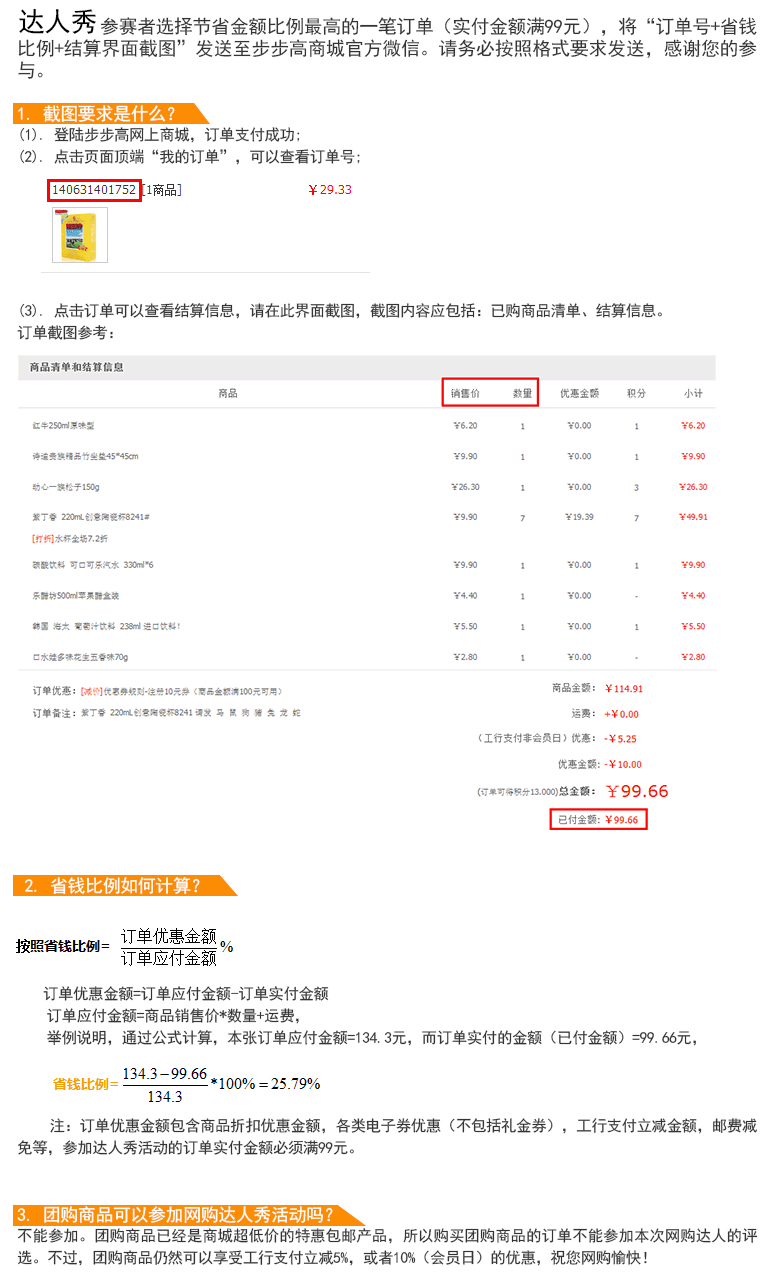 达人秀 参赛者选择节省金额比例最高的一笔订单（实付金额满99元），将“订单号+省钱
比例+结算界面截图”发送至步步高商城官方微信。请务必按照格式要求发送，感谢您的参
与。
1. 截图要求是什么？
(1). 登陆步步高网上商城，订单支付成功；
(2). 点击页面顶端“我的订单”，可以查看订单号；
140631401752 [1商品] ￥29.33
(3). 点击订单可以查看结算信息，请在此界面截图，截图内容应包括：已购商品清单、结算信息。
订单截图参考：
商品清单和结算信息
商品 销售价 数量 优惠金额 积分 小计
红牛250ml原味型 ￥6.20 1 ￥0.00 1 ￥6.20
诗迪贵族精品竹坐垫45*45cm ￥9.90 1 ￥0.00 1 ￥9.90
动心一族松子150g ￥26.30 1 ￥0.00 3 ￥26.30
紫丁香 220mL创意陶瓷杯8241# ￥9.90 7 ￥19.39 7 ￥49.91
[打折]水杯全场7.2折
碳酸饮料 可口可乐汽水 330ml*6 ￥9.90 1 ￥0.00 1 ￥9.90
乐醋坊500ml苹果醋盒装 ￥4.40 1 ￥0.00 - ￥4.40
韩国 海太 葡萄汁饮料 238ml 进口饮料! ￥5.50 1 ￥0.00 1 ￥5.50
口水娃多味花生五香味70g ￥2.80 1 ￥0.00 - ￥2.80
订单优惠：[减价]优惠券规则-注册10元券（商品金额满100元可用） 商品金额：￥114.91
订单备注：紫丁香 220mL创意陶瓷杯8241 请发 马 鼠 狗 猪 兔 龙 蛇 运费：+￥0.00
（工行支付非会员日）优惠：-￥5.25
优惠金额：-￥10.00
(订单可得积分13.000)总金额：￥99.66
已付金额：￥99.66
2. 省钱比例如何计算？
按照省钱比例= 订单优惠金额
订单应付金额 %
订单优惠金额=订单应付金额-订单实付金额
订单应付金额=商品销售价*数量+运费，
举例说明，通过公式计算，本张订单应付金额=134.3元，而订单实付的金额（已付金额）=99.66元，
省钱比例= 134.3－99.66
134.3 *100%＝25.79%
注：订单优惠金额包含商品折扣优惠金额，各类电子券优惠（不包括礼金券），工行支付立减金额，邮费减
免等，参加达人秀活动的订单实付金额必须满99元。
3. 团购商品可以参加网购达人秀活动吗？
不能参加。团购商品已经是商城超低价的特惠包邮产品，所以购买团购商品的订单不能参加本次网购达人的评
选。不过，团购商品仍然可以享受工行支付立减5%，或者10%（会员日）的优惠，祝您网购愉快！